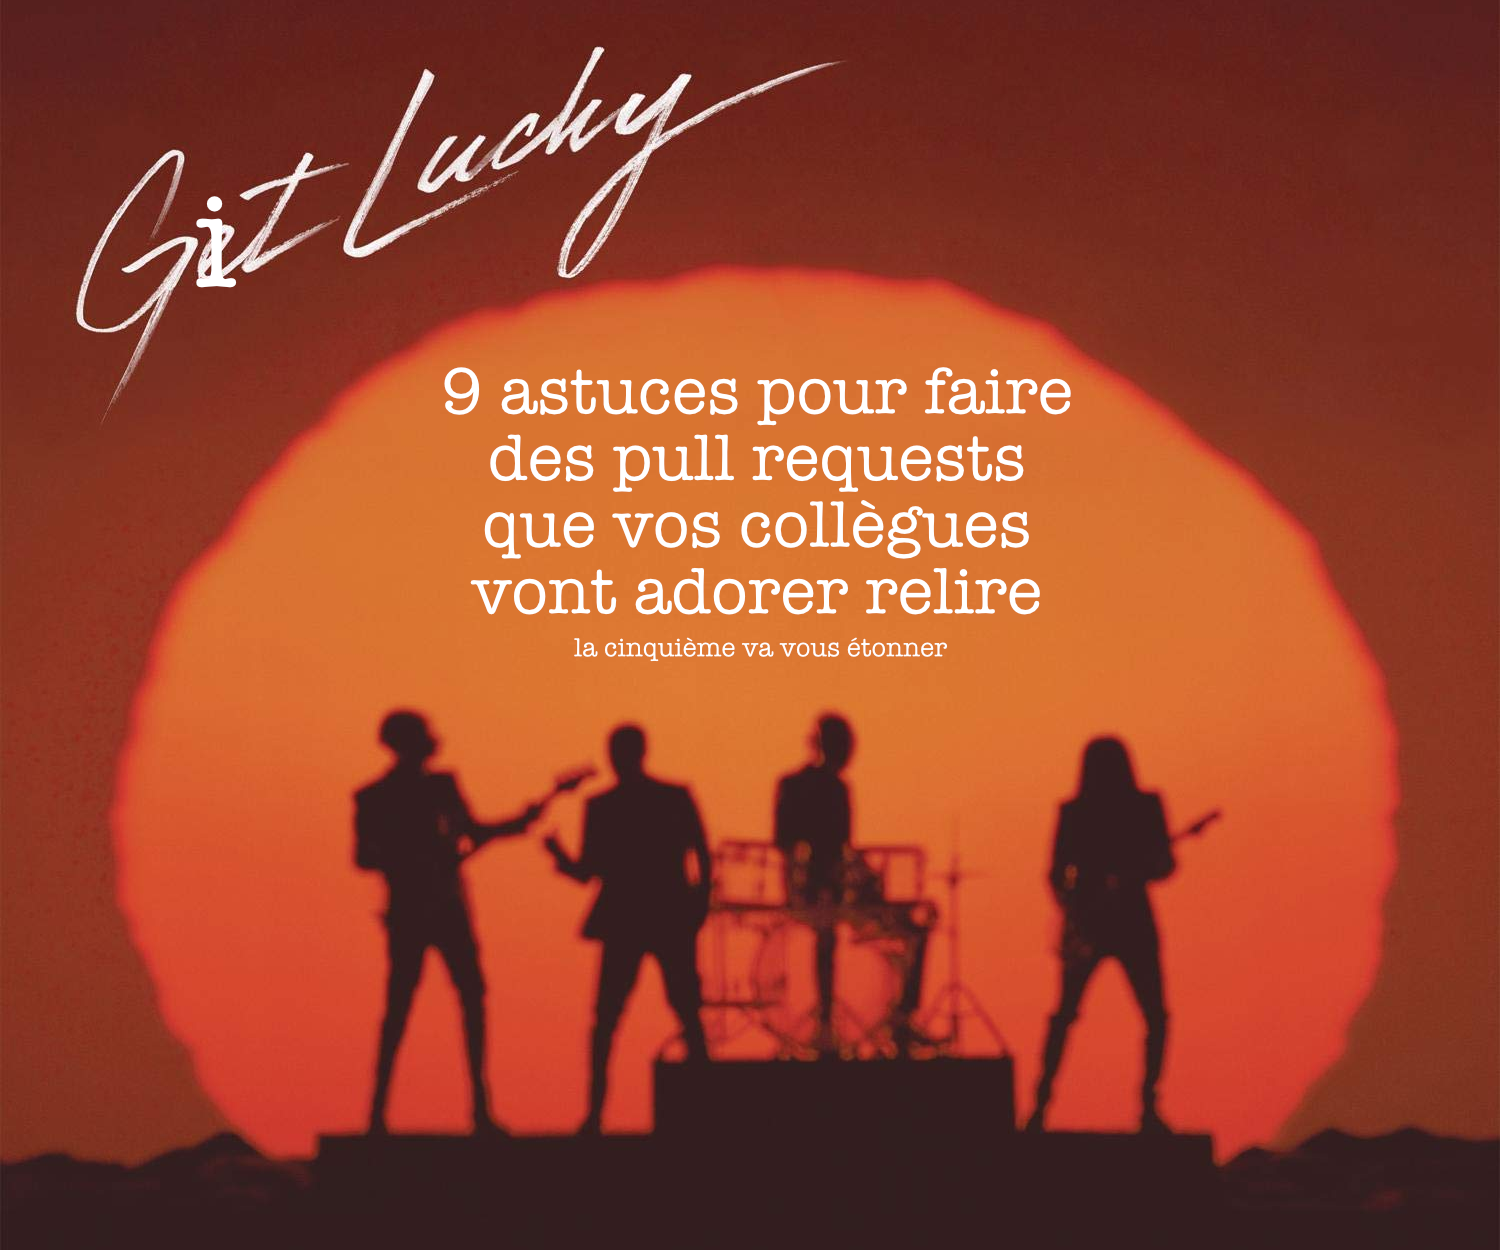 Git Lucky
9 astuces pour faire
des pull requests
que vos collègues
vont adorer relire
la cinquième va vous étonner